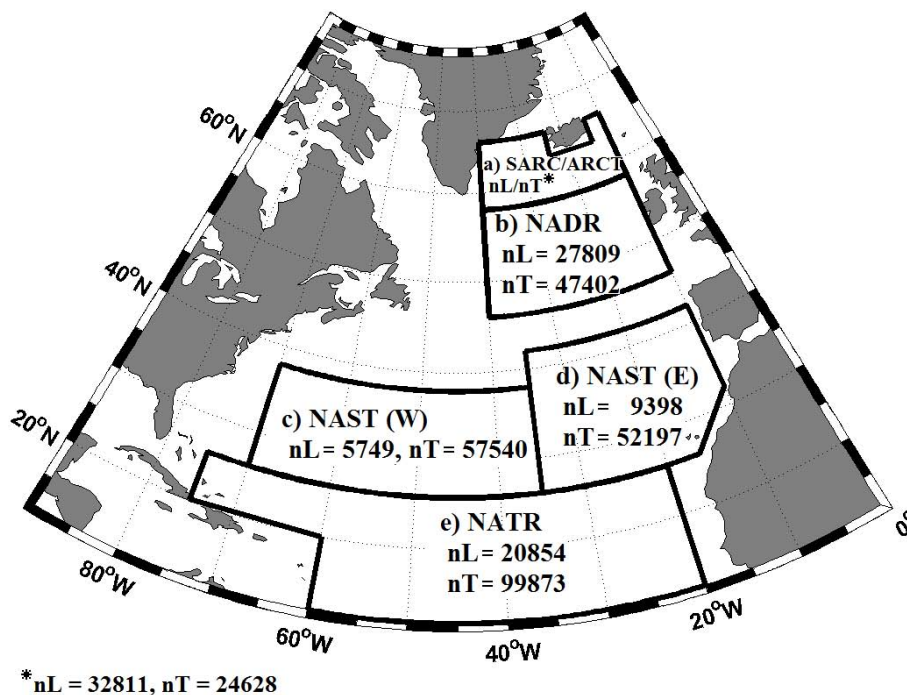 60°N
40°N
20°N
a) SARC/ARCT
nL/nT*
b) NADR
nL = 27809
nT = 47402
c) NAST (W)
nL = 5749, nT = 57540
d) NAST (E)
nL = 9398
nT = 52197
e) NATR
nL = 20854
nT = 99873
80°W
60°W
40°W
20°W
*nL = 32811, nT = 24628